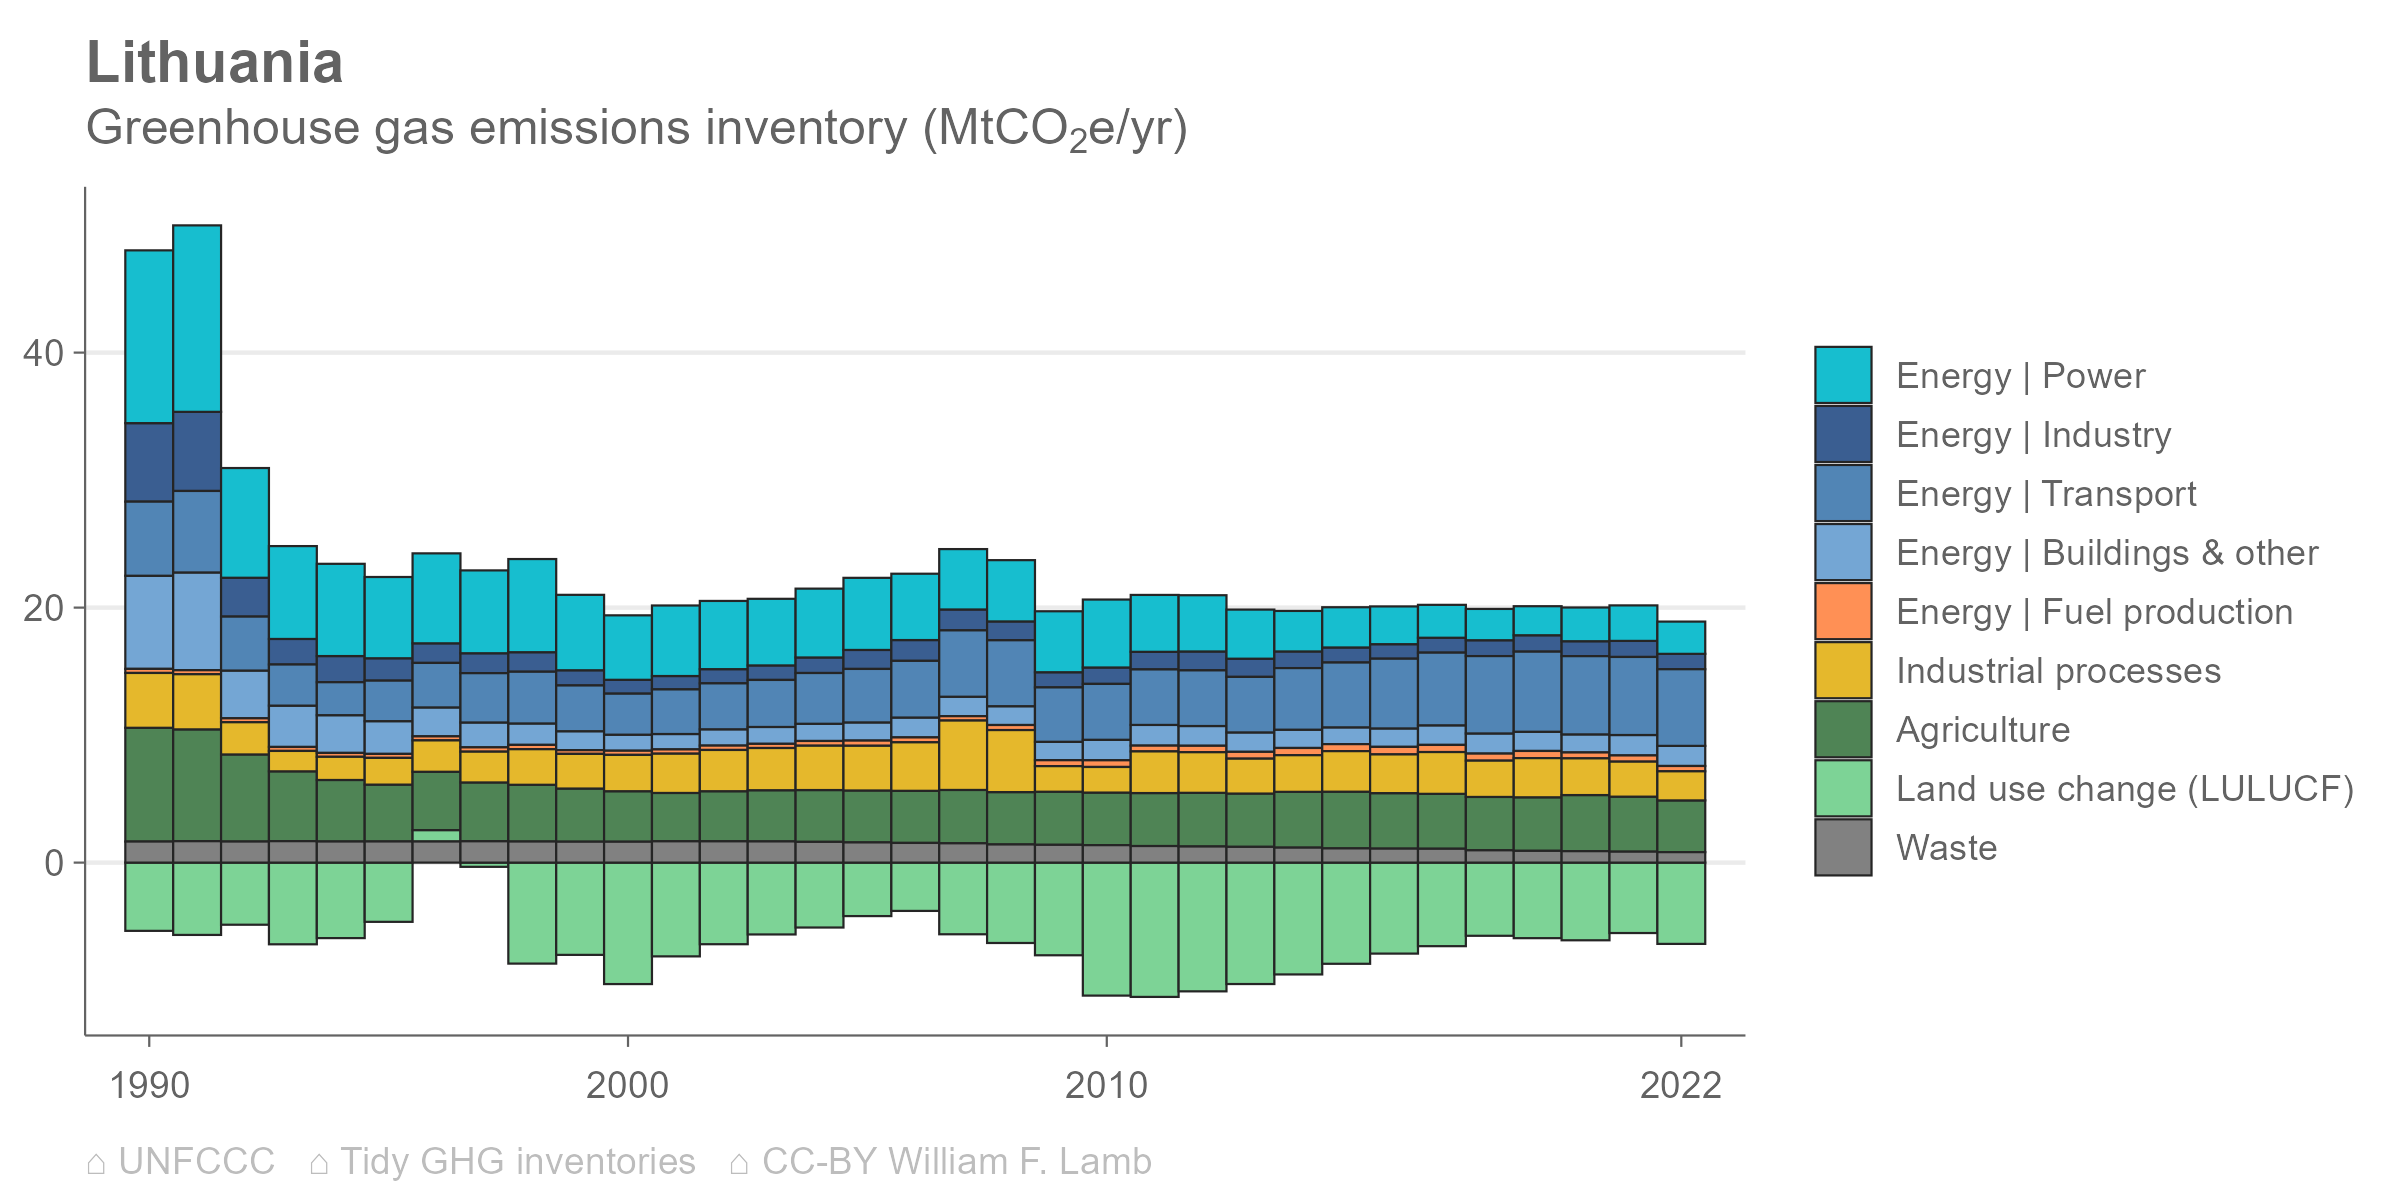 Lithuania
Greenhouse gas emissions inventory (MtCO₂e/yr)
40
20
0
1990 2000 2010 2022
Energy | Power
Energy | Industry
Energy | Transport
Energy | Buildings & other
Energy | Fuel production
Industrial processes
Agriculture
Land use change (LULUCF)
Waste
⌂ UNFCCC ⌂ Tidy GHG inventories ⌂ CC-BY William F. Lamb